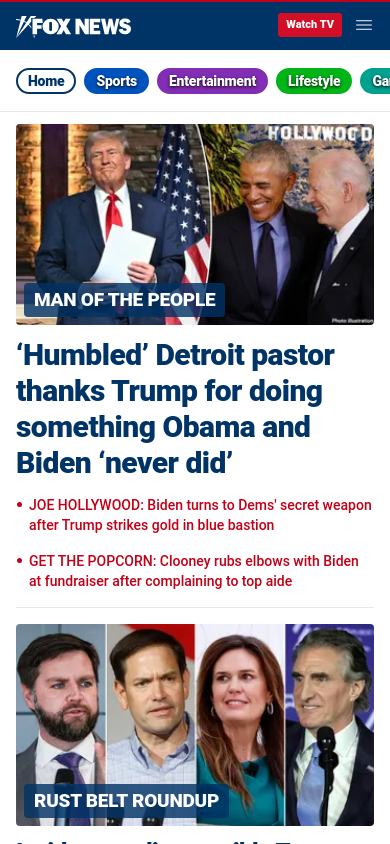 FOX NEWS
Watch TV
Home
Sports
Entertainment
Lifestyle
HOLLYWOOD
MAN OF THE PEOPLE
Photo Illustration
‘Humbled’ Detroit pastor
thanks Trump for doing
something Obama and
Biden ‘never did’
JOE HOLLYWOOD: Biden turns to Dems' secret weapon
after Trump strikes gold in blue bastion
GET THE POPCORN: Clooney rubs elbows with Biden
at fundraiser after complaining to top aide
RUST BELT ROUNDUP